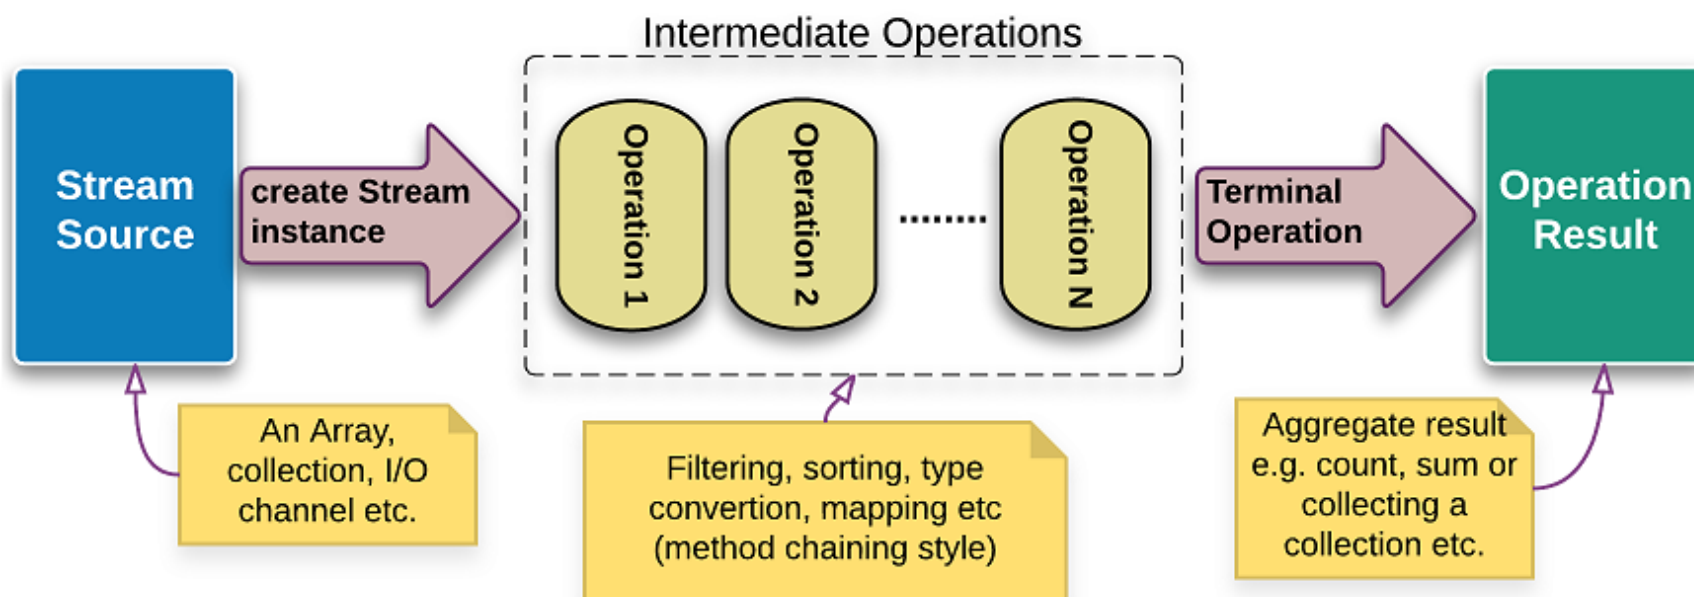 Intermediate Operations
Stream
Source
create Stream
instance
Operation 1
Operation 2
Operation N
Terminal
Operation
Operation
Result
An Array,
collection, I/O
channel etc.
Filtering, sorting, type
convertion, mapping etc
(method chaining style)
Aggregate result
e.g. count, sum or
collecting a
collection etc.